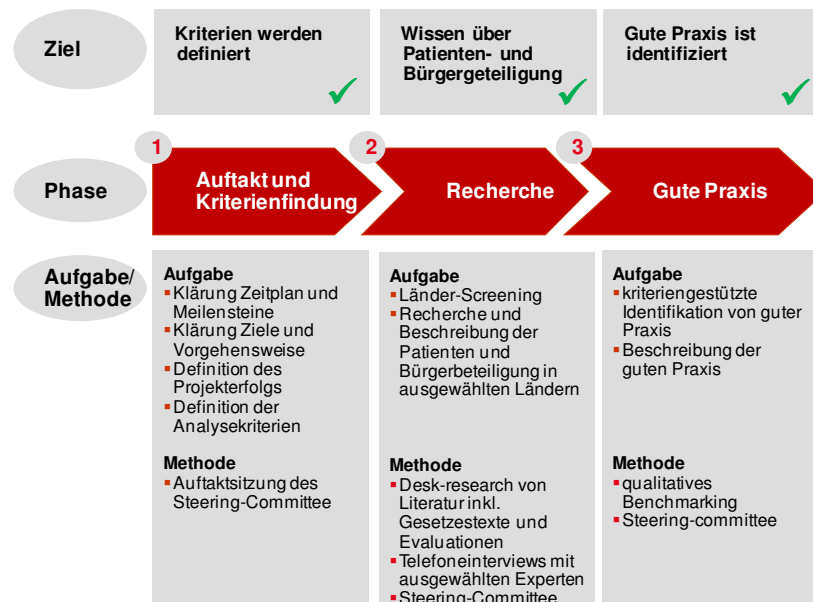 Ziel
Kriterien werden
definiert
Wissen über
Patienten- und
Bürgergeteiligung
Gute Praxis ist
identifiziert
Phase
1
Auftakt und
Kriterienfindung
2
Recherche
3
Gute Praxis
Aufgabe/
Methode
Aufgabe
▪Klärung Zeitplan und
Meilensteine
▪Klärung Ziele und
Vorgehensweise
▪Definition des
Projekterfolgs
▪Definition der
Analysekriterien
Methode
▪Auftaktsitzung des
Steering-Committee
Aufgabe
▪Länder-Screening
▪Recherche und
Beschreibung der
Patienten und
Bürgerbeteiligung in
ausgewählten Ländern
Methode
▪Desk-research von
Literatur inkl.
Gesetzestexte und
Evaluationen
▪Telefoneinterviews mit
ausgewählten Experten
▪Steering-Committee
Aufgabe
▪kriteriengestützte
Identifikation von guter
Praxis
▪Beschreibung der
guten Praxis
Methode
▪qualitatives
Benchmarking
▪Steering-committee